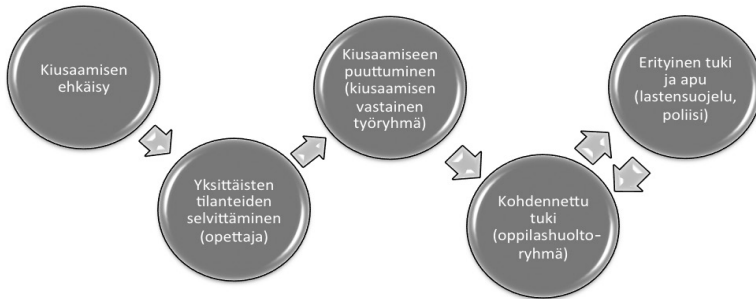 Kiusaamisen
ehkäisy
Yksittäisten
tilanteiden
selvittäminen
(opettaja)
Kiusaamiseen
puuttuminen
(kiusaamisen
vastainen
työryhmä)
Kohdennettu
tuki
(oppilashuolto-
ryhmä)
Erityinen tuki
ja apu
(lastensuojelu,
poliisi)